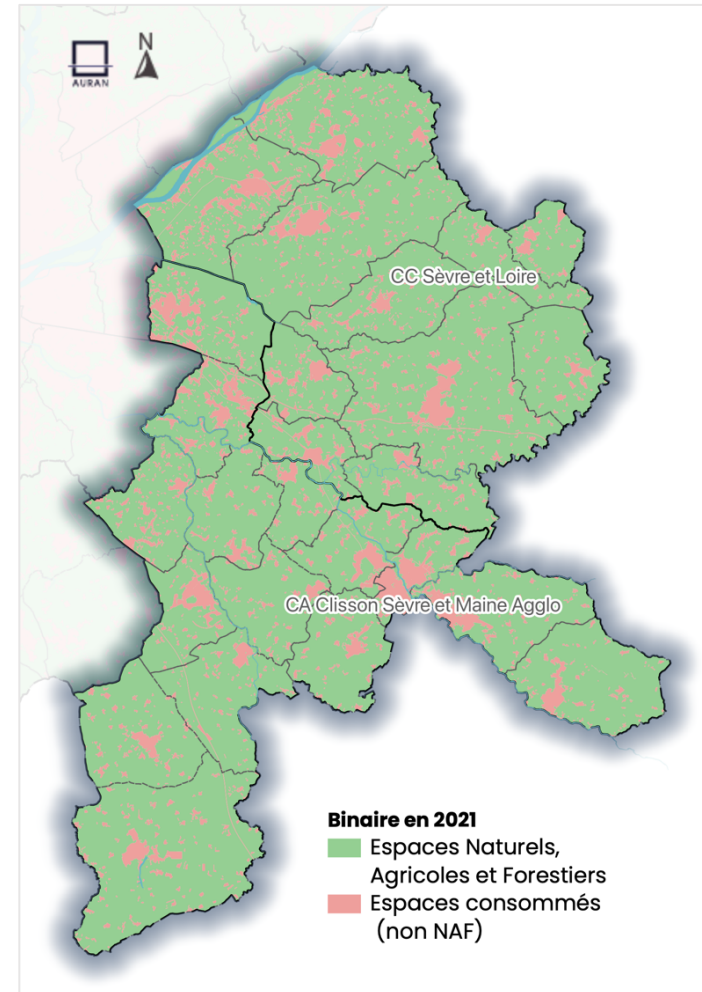 N
AURAN
CC Sèvre et Loire
CA Clisson Sèvre et Maine Agglo
Binaire en 2021
Espaces Naturels,
Agricoles et Forestiers
Espaces consommés
(non NAF)